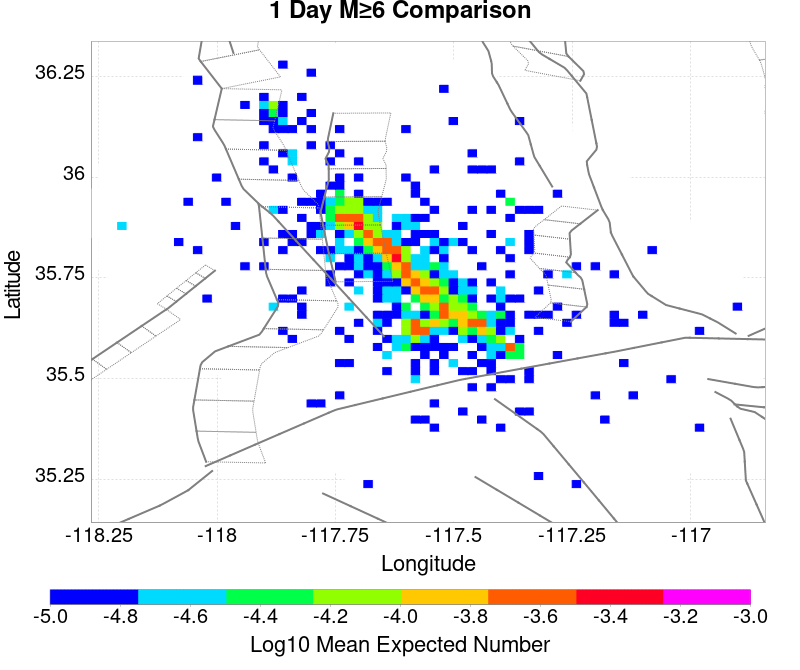 1 Day M≥6 Comparison
36.25
36
35.75
35.5
35.25
Latitude
-118.25 -118 -117.75 -117.5 -117.25 -117
Longitude
-5.0 -4.8 -4.6 -4.4 -4.2 -4.0 -3.8 -3.6 -3.4 -3.2 -3.0
Log10 Mean Expected Number